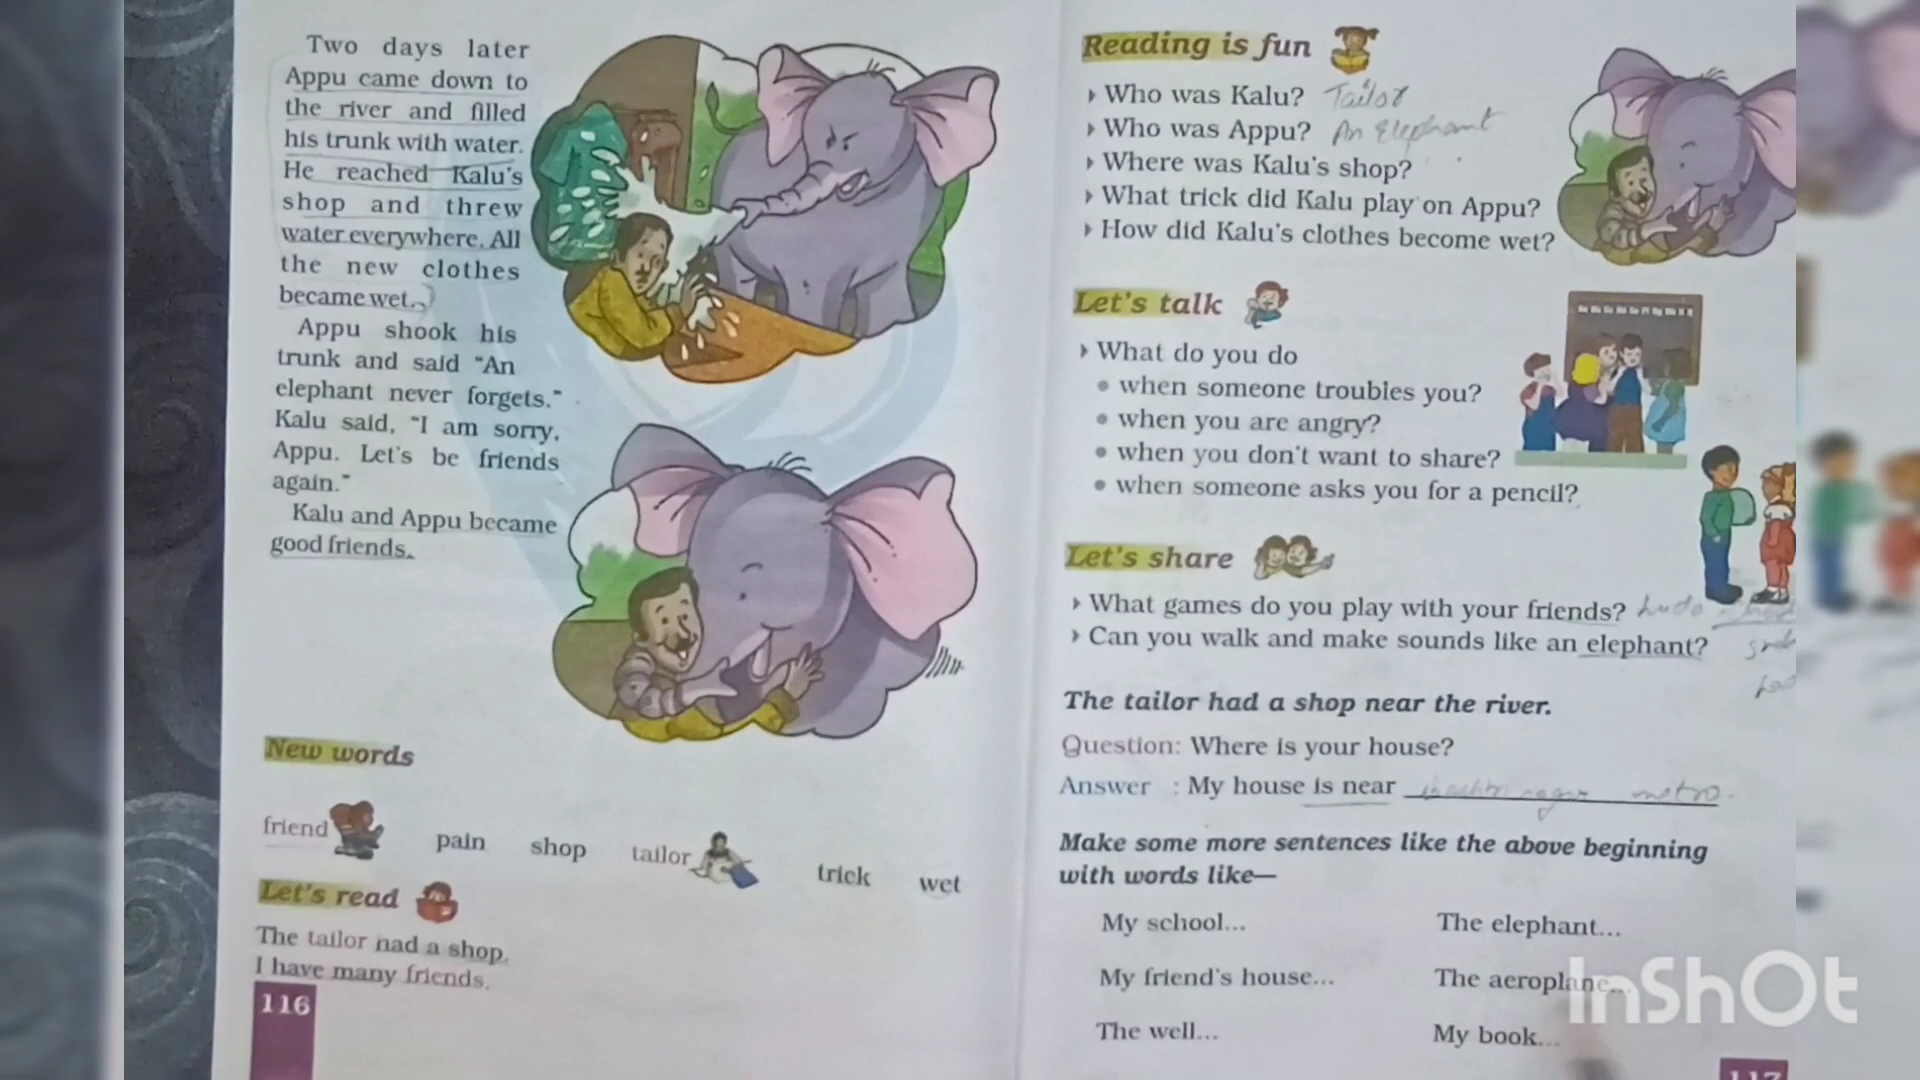 Two days later
Appu came down to
the river and filled
his trunk with water.
He reached Kalu's
shop and threw
water everywhere. All
the new clothes
became wet.
Appu shook his
trunk and said "An
elephant never forgets."
Kalu said, "I am sorry,
Appu. Let's be friends
again."
Kalu and Appu became
good friends.
New words
friend pain shop tailor trick wet
Let's read
The tailor had a shop.
I have many friends.
116
Reading is fun
Who was Kalu? Tailor
Who was Appu? An Elephant
Where was Kalu's shop?
What trick did Kalu play on Appu?
How did Kalu's clothes become wet?
Let's talk
What do you do
when someone troubles you?
when you are angry?
when you don't want to share?
when someone asks you for a pencil?
Let's share
What games do you play with your friends? Ludo
Can you walk and make sounds like an elephant?
The tailor had a shop near the river.
Question: Where is your house?
Answer : My house is near metro.
Make some more sentences like the above beginning
with words like—
My school... The elephant...
My friend's house... The aeroplane...
The well... My book...
117
InShOt